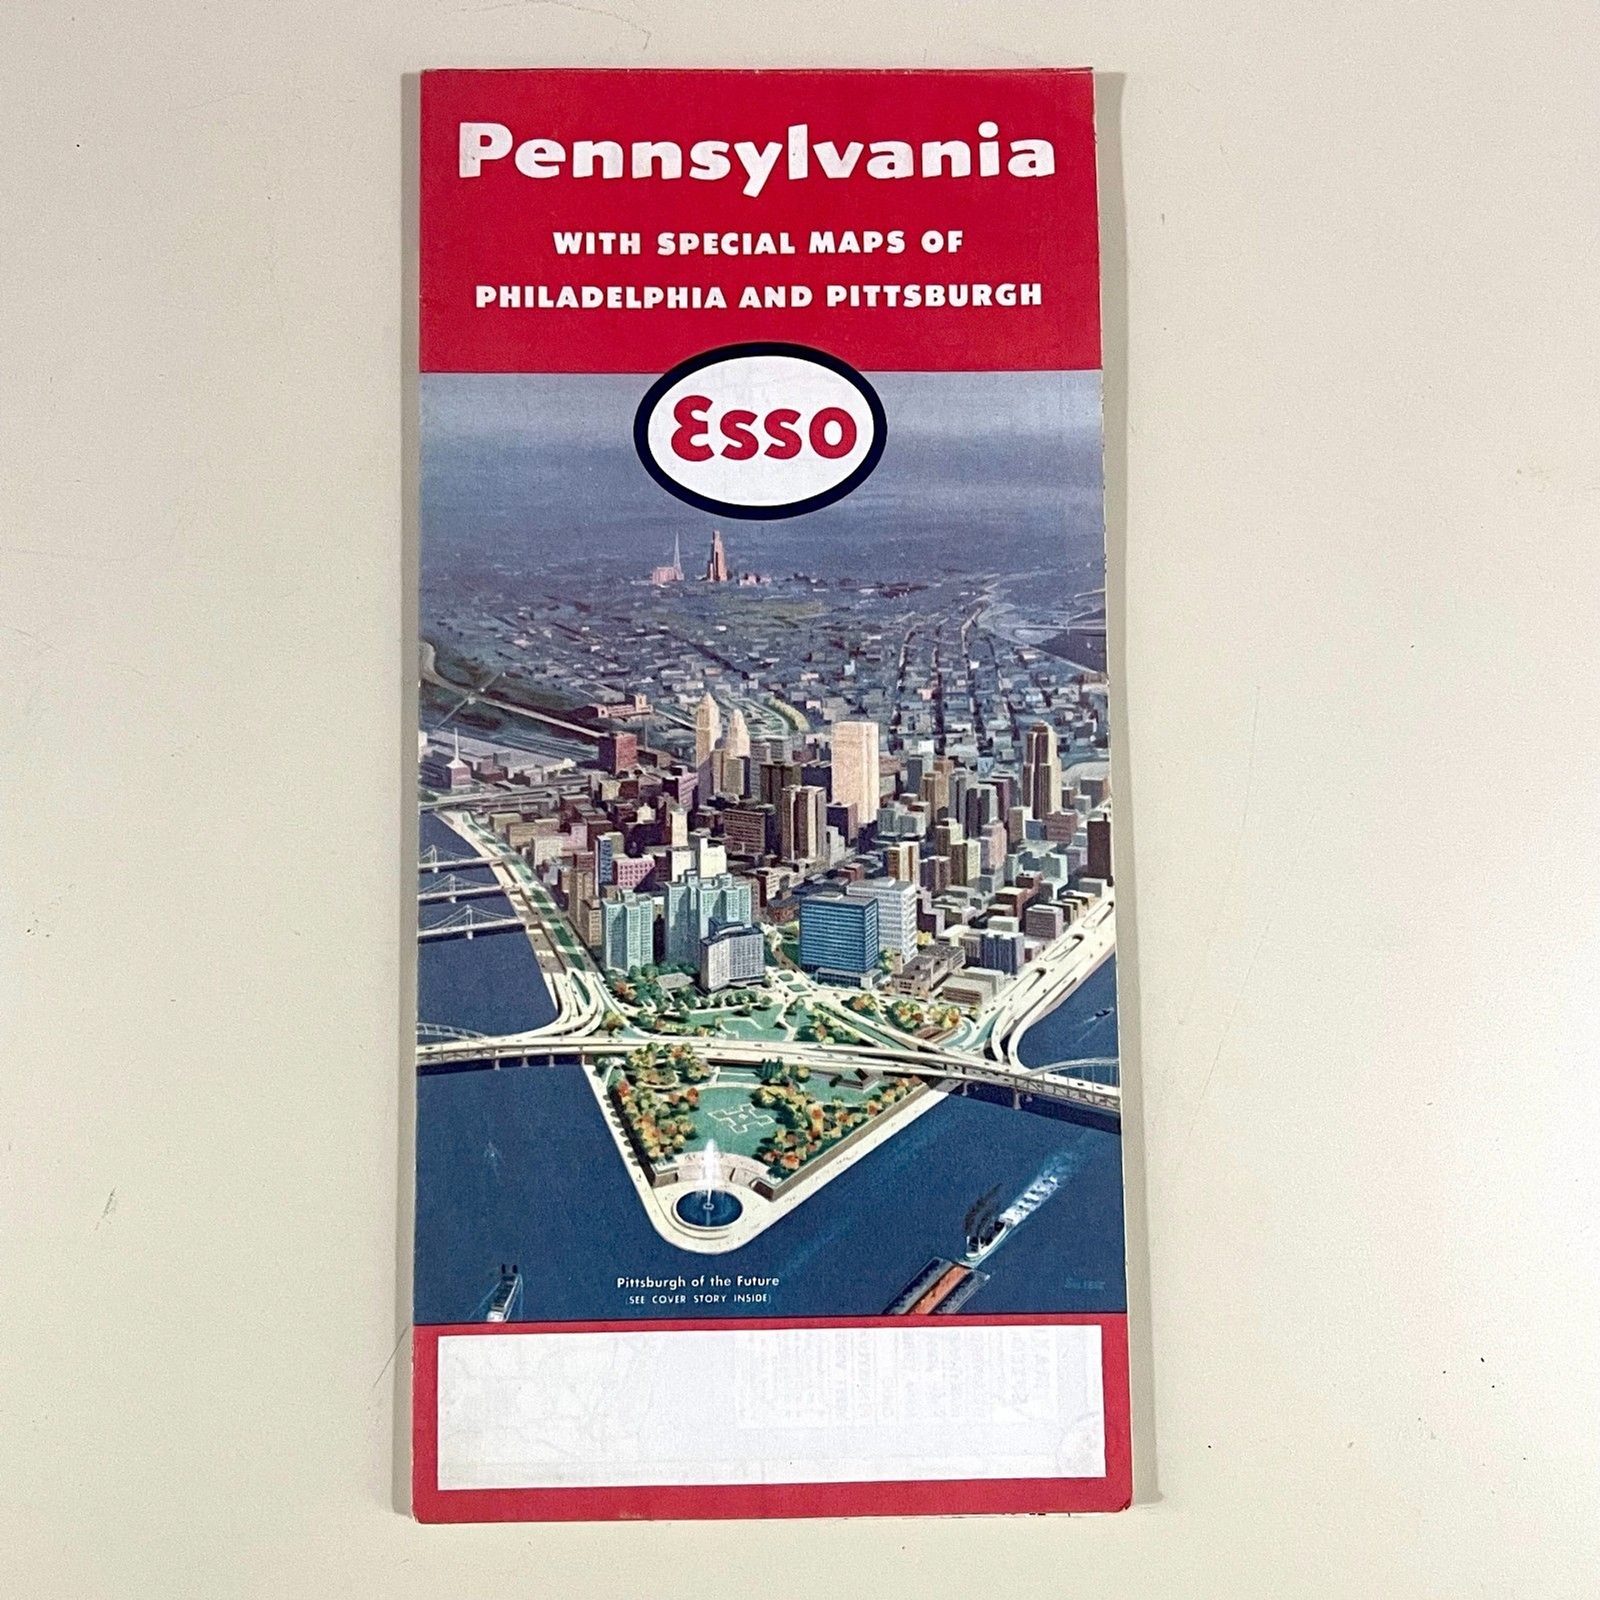 Pennsylvania
WITH SPECIAL MAPS OF
PHILADELPHIA AND PITTSBURGH
Esso
Pittsburgh of the Future
(SEE COVER STORY INSIDE)